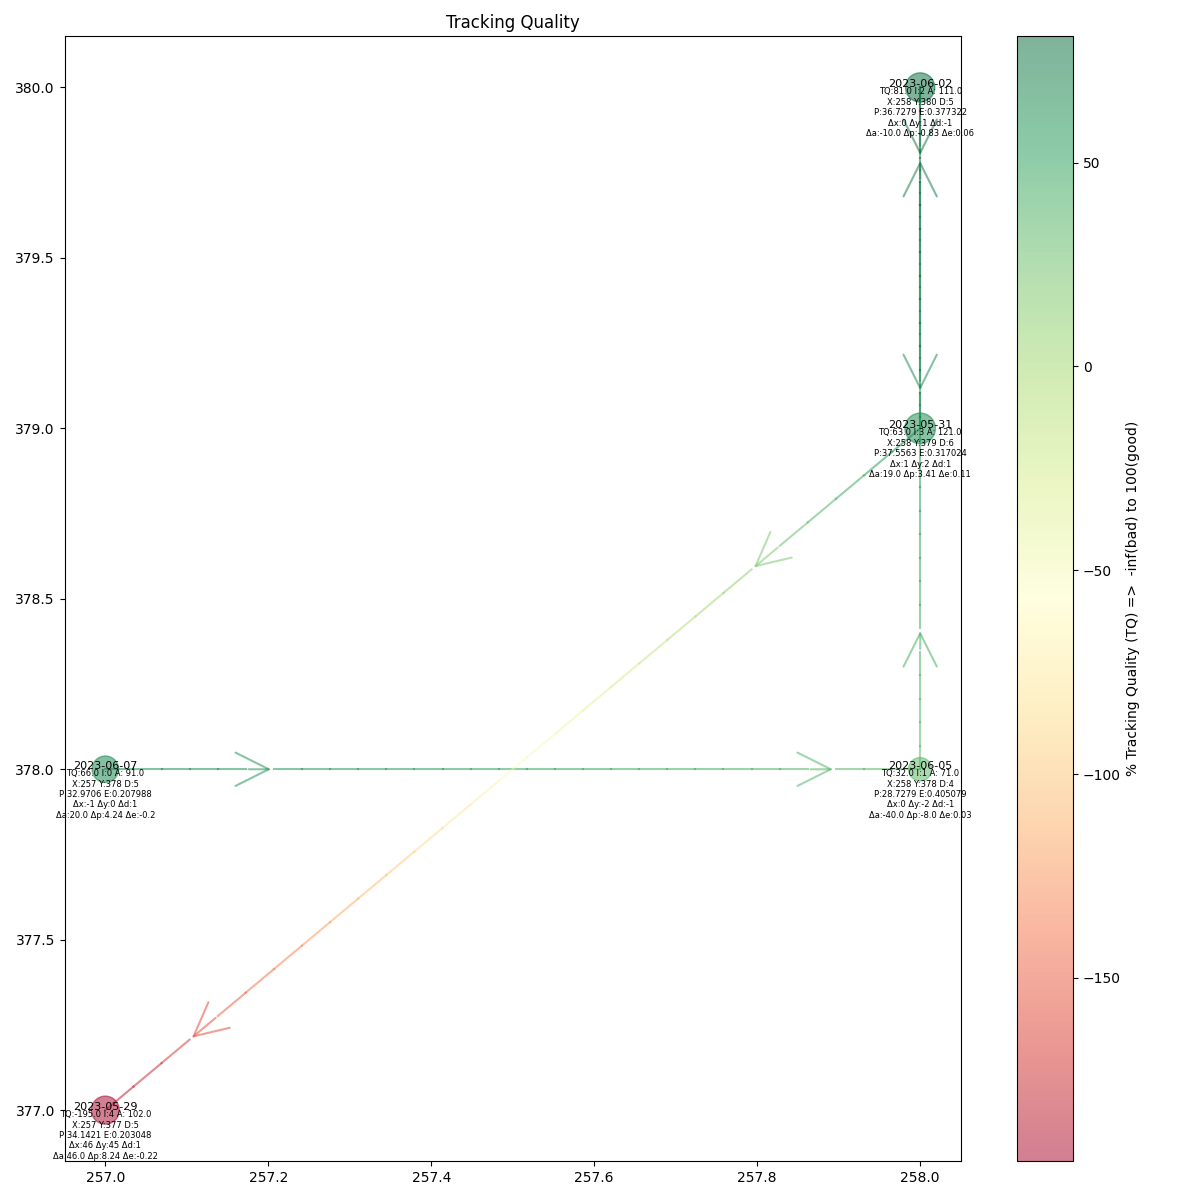 Tracking Quality
380.0
379.5
379.0
378.5
378.0
377.5
377.0
2023-06-02
TQ:81.0 I:2 A: 111.0
X:258 Y:380 D:5
P:36.7279 E:0.377322
Δx:0 Δy:1 Δd:-1
Δa:-10.0 Δp:-0.83 Δe:0.06
2023-05-31
TQ:63.0 I:3 A: 121.0
X:258 Y:379 D:6
P:37.5563 E:0.317024
Δx:1 Δy:2 Δd:1
Δa:19.0 Δp:3.41 Δe:0.11
2023-06-07
TQ:66.0 I:0 A: 91.0
X:257 Y:378 D:5
P:32.9706 E:0.207988
Δx:-1 Δy:0 Δd:1
Δa:20.0 Δp:4.24 Δe:-0.2
2023-06-05
TQ:32.0 I:1 A: 71.0
X:258 Y:378 D:4
P:28.7279 E:0.405079
Δx:0 Δy:-2 Δd:-1
Δa:-40.0 Δp:-8.0 Δe:0.03
2023-05-29
TQ:-195.0 I:4 A: 102.0
X:257 Y:377 D:5
P:34.1421 E:0.203048
Δx:46 Δy:45 Δd:1
Δa:46.0 Δp:8.24 Δe:-0.22
257.0 257.2 257.4 257.6 257.8 258.0
50
0
−50
−100
−150
% Tracking Quality (TQ) => -inf(bad) to 100(good)